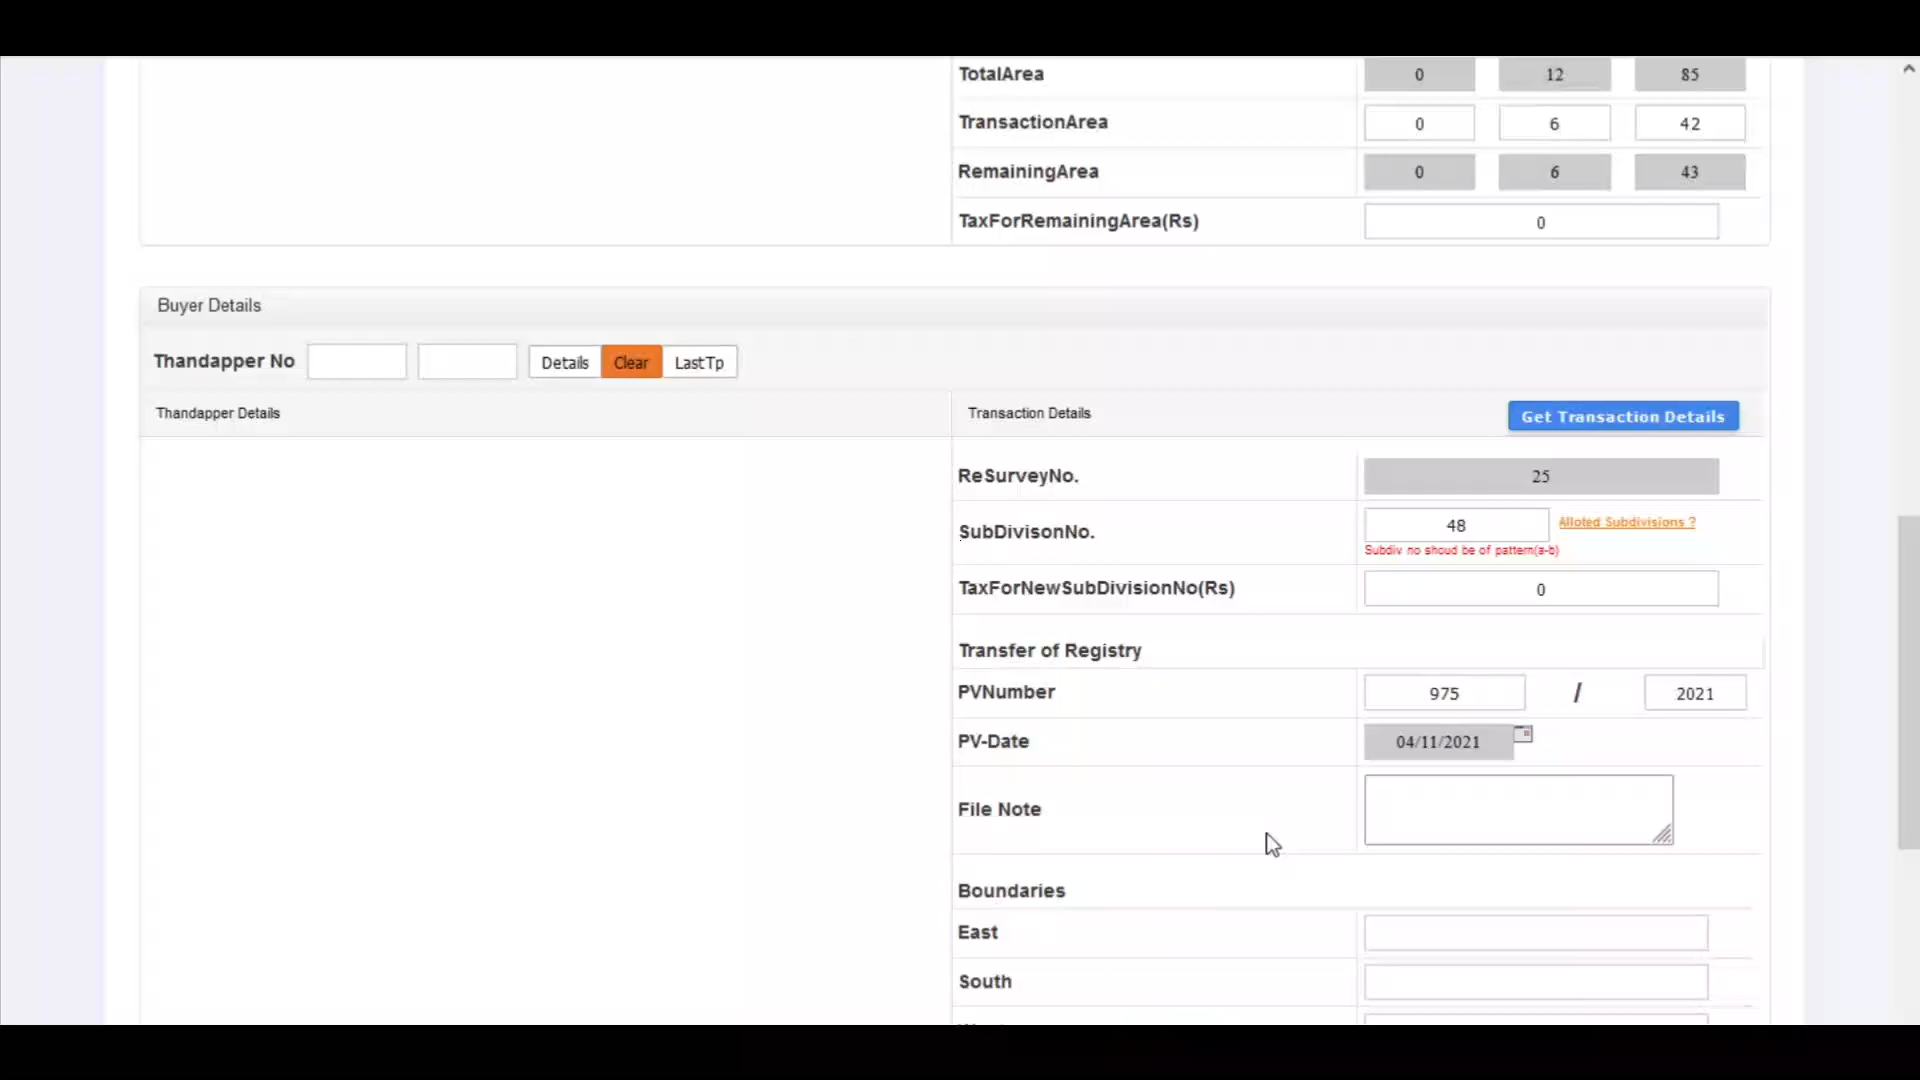 TotalArea 0 12 85
TransactionArea 0 6 42
RemainingArea 0 6 43
TaxForRemainingArea(Rs) 0
Buyer Details
Thandapper No Details Clear LastTp
Thandapper Details Transaction Details Get Transaction Details
ReSurveyNo. 25
SubDivisonNo. 48 Alloted Subdivisions ?
Subdiv no shoud be of pattern(a-b)
TaxForNewSubDivisionNo(Rs) 0
Transfer of Registry
PVNumber 975 / 2021
PV-Date 04/11/2021
File Note
Boundaries
East
South